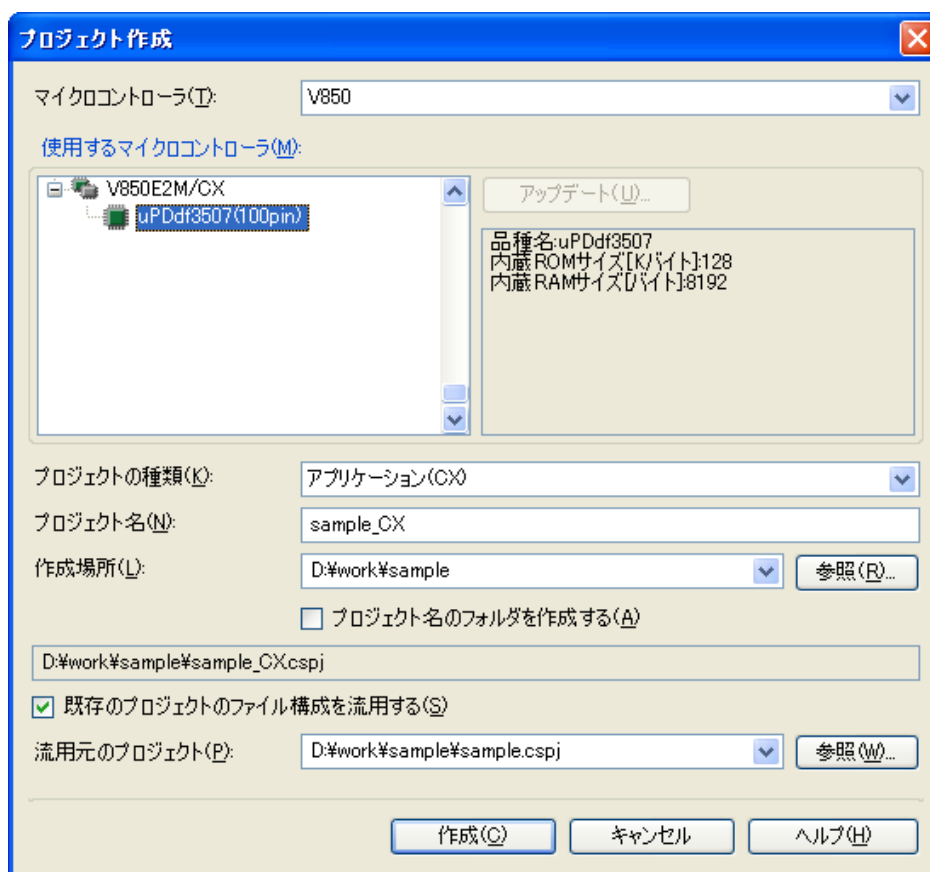 プロジェクト作成
マイクロコントローラ(T):
V850
使用するマイクロコントローラ(M):
V850E2M/CX
uPDdf3507(100pin)
アップデート(U)...
品種名:uPDdf3507
内蔵ROMサイズ[Kバイト]:128
内蔵RAMサイズ[バイト]:8192
プロジェクトの種類(K):
アプリケーション(CX)
プロジェクト名(N):
sample_CX
作成場所(L):
D:¥work¥sample
参照(R)...
プロジェクト名のフォルダを作成する(A)
D:¥work¥sample¥sample_CX.cspj
既存のプロジェクトのファイル構成を流用する(S)
流用元のプロジェクト(P):
D:¥work¥sample¥sample.cspj
参照(W)...
作成(C)
キャンセル
ヘルプ(H)